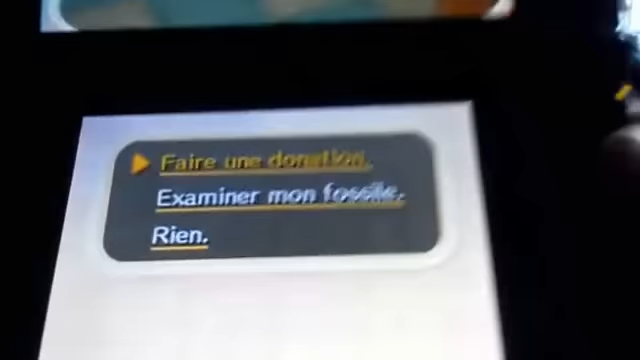 Faire une donation.
Examiner mon fossile.
Rien.